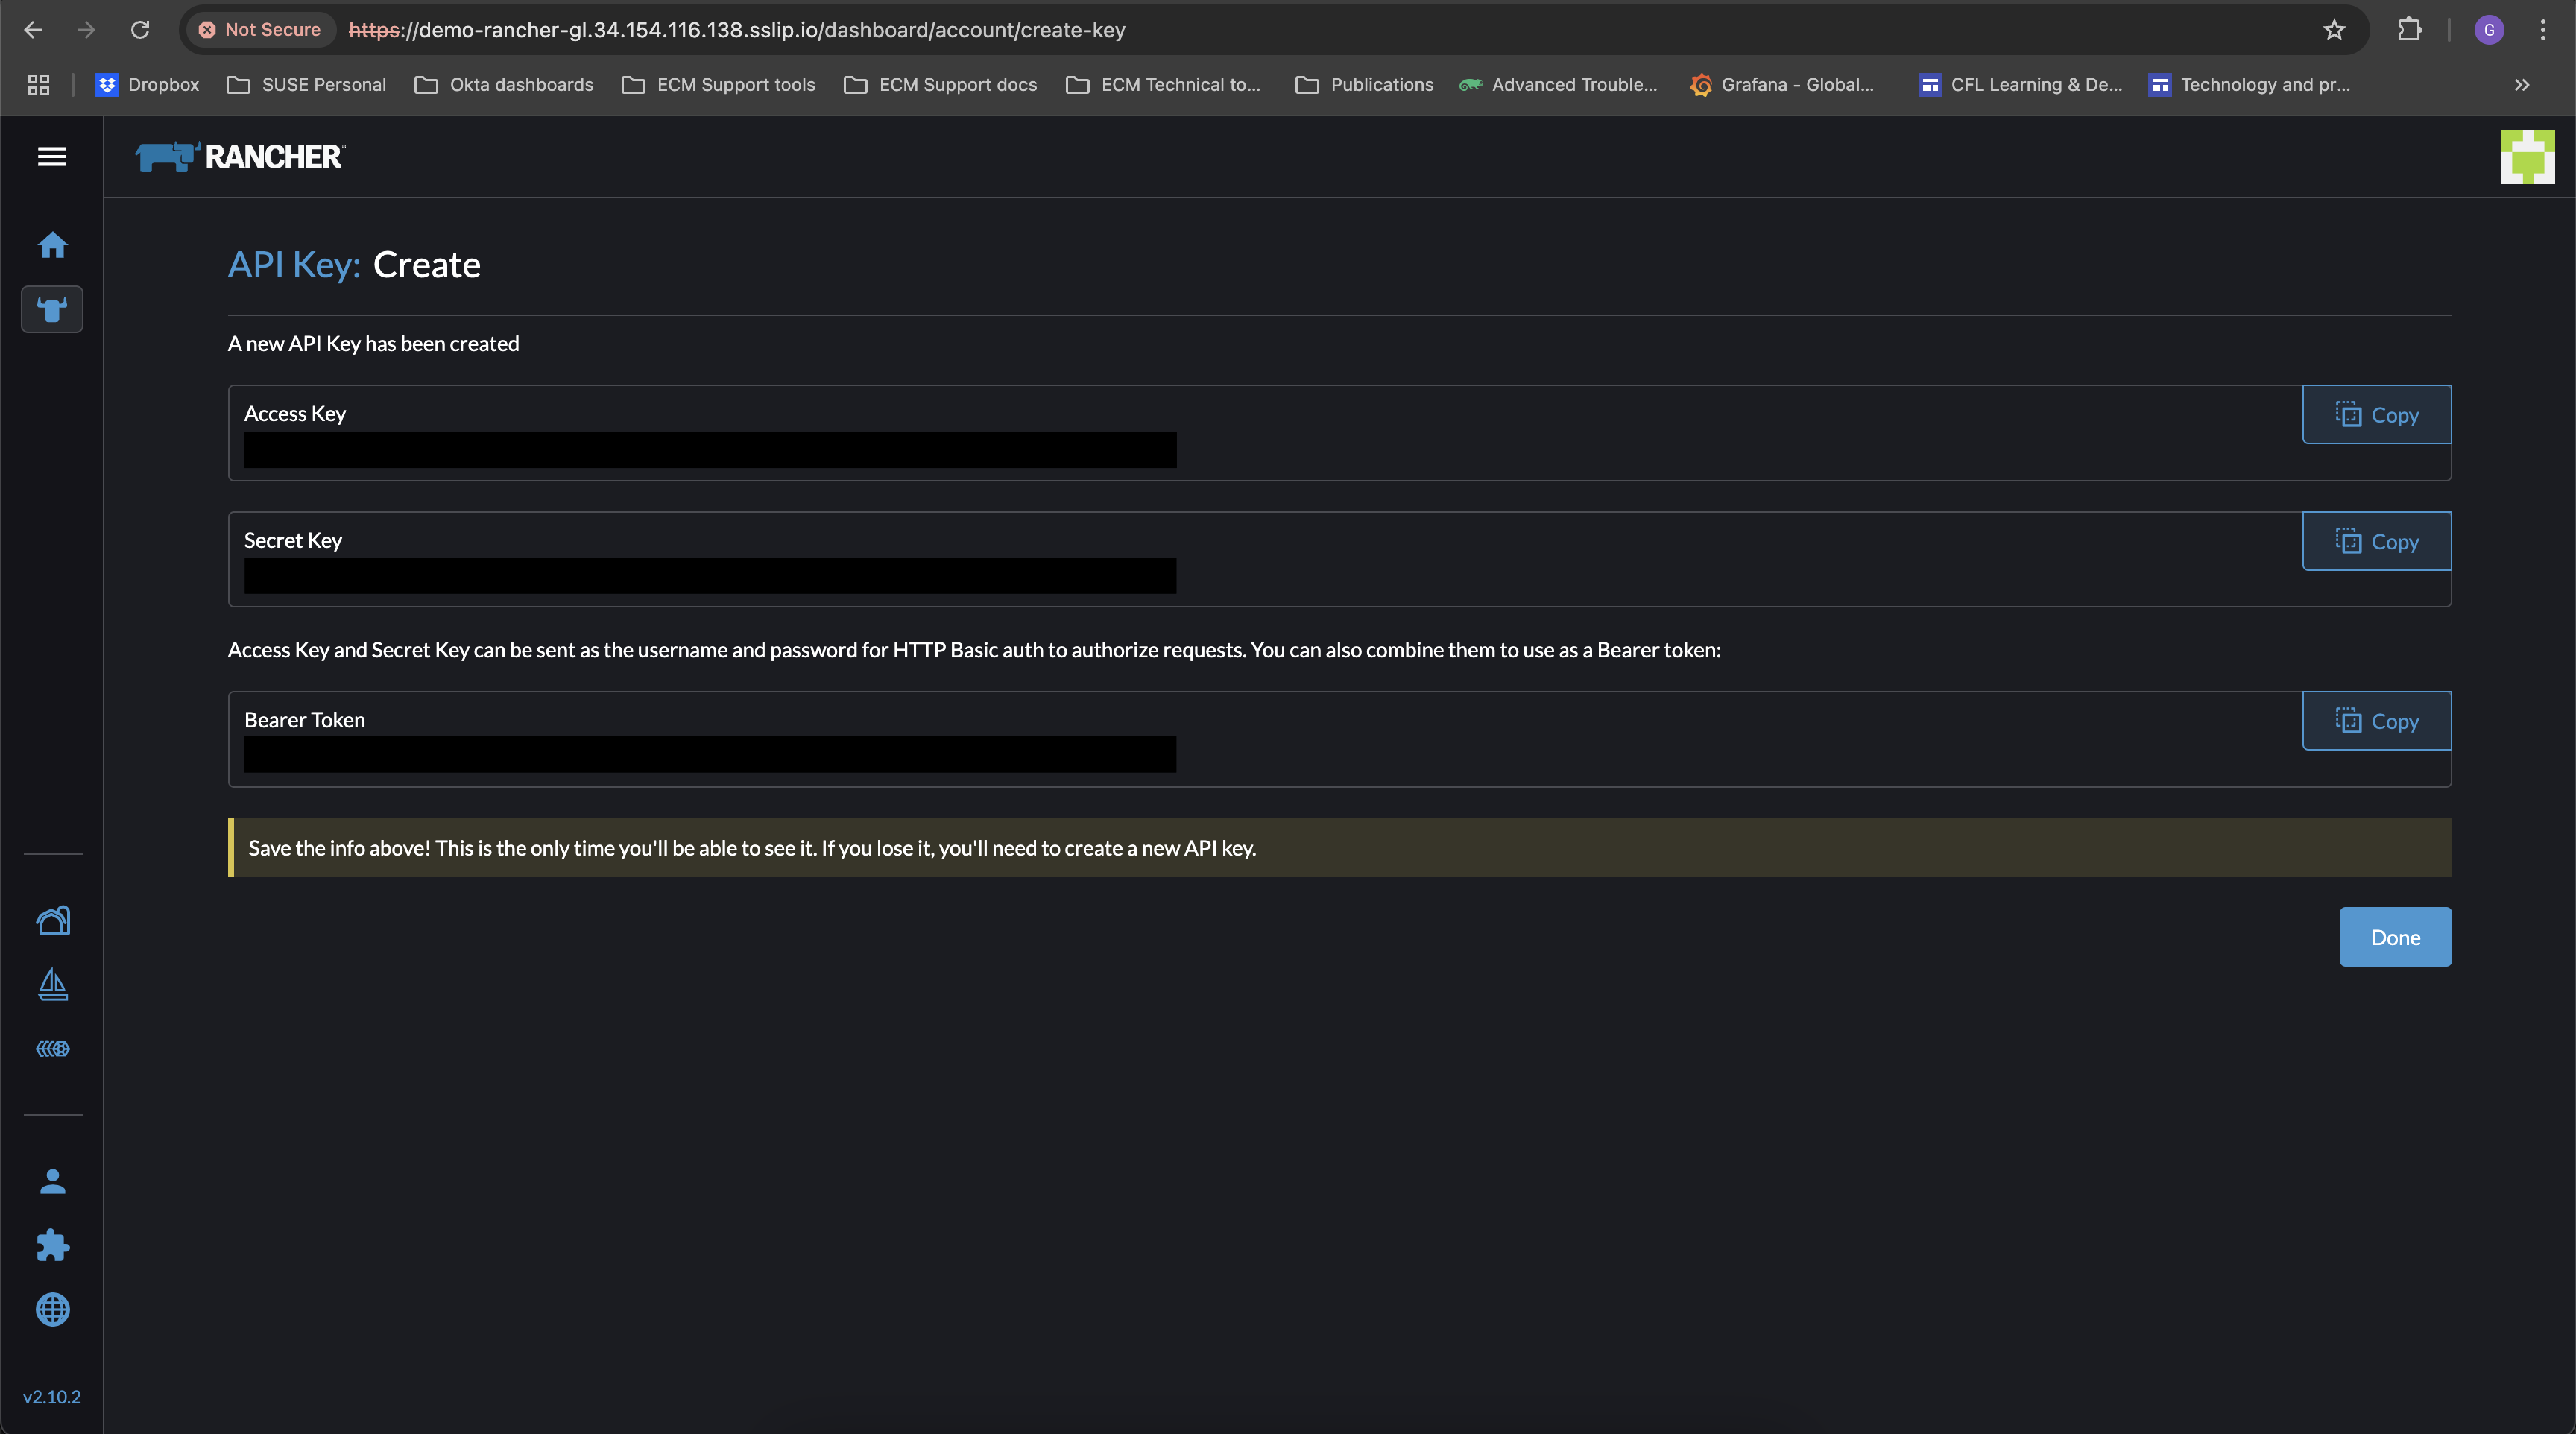 Not Secure https://demo-rancher-gl.34.154.116.138.sslip.io/dashboard/account/create-key G
Dropbox SUSE Personal Okta dashboards ECM Support tools ECM Support docs ECM Technical to... Publications Advanced Trouble... Grafana - Global... CFL Learning & De... Technology and pr...
RANCHER
API Key: Create
A new API Key has been created
Access Key
Copy
Secret Key
Copy
Access Key and Secret Key can be sent as the username and password for HTTP Basic auth to authorize requests. You can also combine them to use as a Bearer token:
Bearer Token
Copy
Save the info above! This is the only time you'll be able to see it. If you lose it, you'll need to create a new API key.
Done
v2.10.2